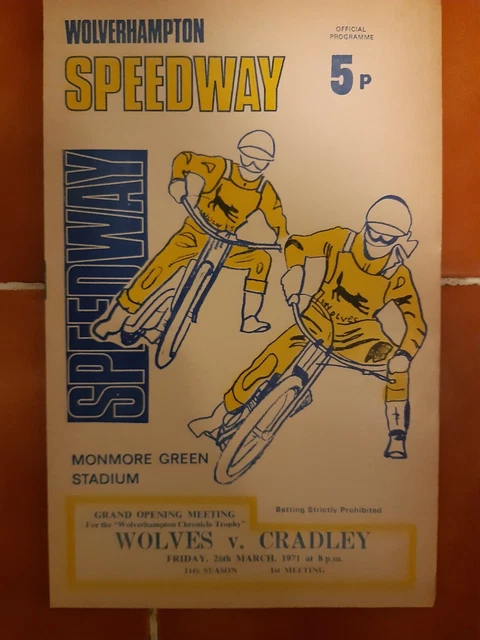 WOLVERHAMPTON
SPEEDWAY
OFFICIAL
PROGRAMME
5P
SPEEDWAY
WOLVES
MONMORE GREEN
STADIUM
Betting Strictly Prohibited
GRAND OPENING MEETING
For the "Wolverhampton Chronicle Trophy"
WOLVES v. CRADLEY
FRIDAY, 26th MARCH, 1971 at 8 p.m.
1st MEETING